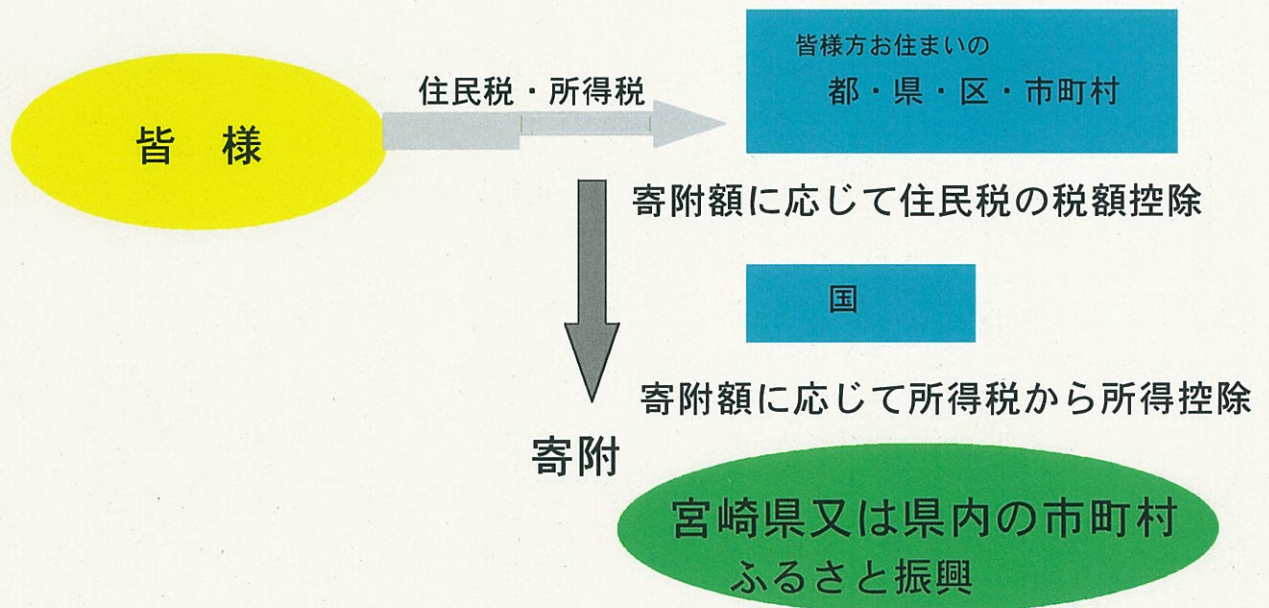 皆様
住民税・所得税
皆様方お住まいの
都・県・区・市町村
寄附額に応じて住民税の税額控除
国
寄附額に応じて所得税から所得控除
寄附
宮崎県又は県内の市町村
ふるさと振興